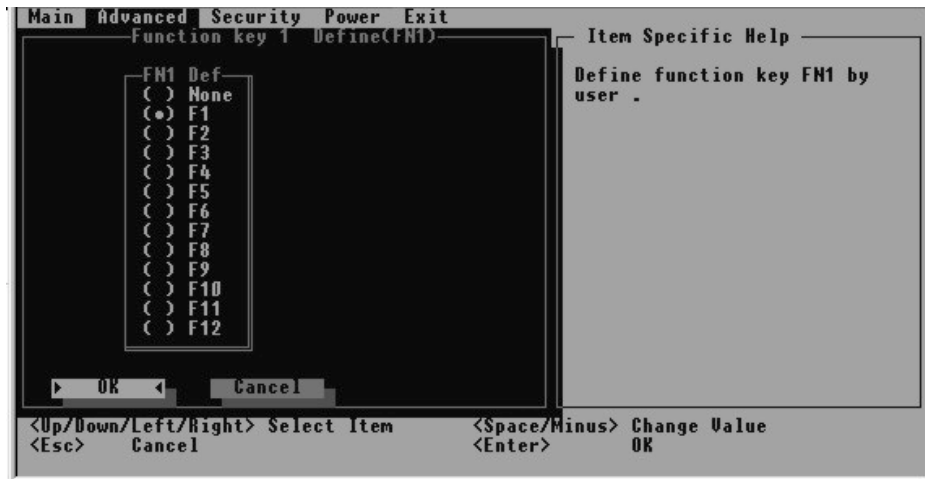 Main Advanced Security Power Exit
Function key 1 Define(FN1)
Item Specific Help
FN1 Def
Define function key FN1 by
user .
( ) None
(•) F1
( ) F2
( ) F3
( ) F4
( ) F5
( ) F6
( ) F7
( ) F8
( ) F9
( ) F10
( ) F11
( ) F12
OK Cancel
<Up/Down/Left/Right> Select Item <Space/Minus> Change Value
<Esc> Cancel <Enter> OK